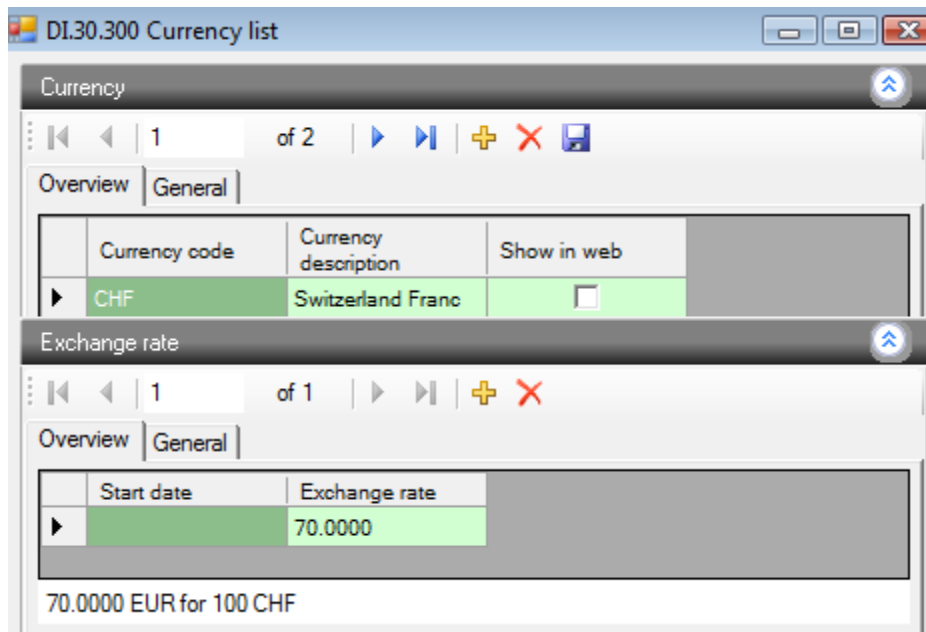 DI.30.300 Currency list
Currency
1 of 2
Overview General
Currency code Currency description Show in web
CHF Switzerland Franc
Exchange rate
1 of 1
Overview General
Start date Exchange rate
70.0000
70.0000 EUR for 100 CHF